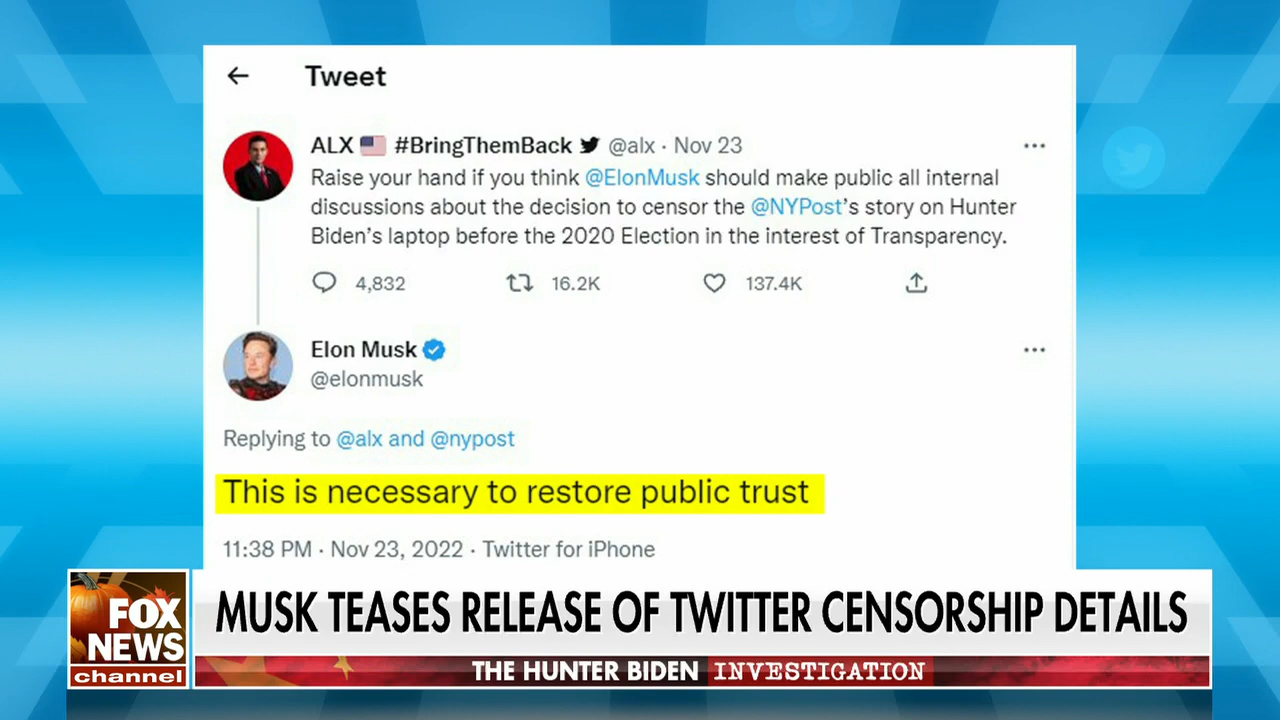 Tweet
ALX 🇺🇸 #BringThemBack @alx · Nov 23
Raise your hand if you think @ElonMusk should make public all internal
discussions about the decision to censor the @NYPost's story on Hunter
Biden's laptop before the 2020 Election in the interest of Transparency.
4,832 16.2K 137.4K
Elon Musk
@elonmusk
Replying to @alx and @nypost
This is necessary to restore public trust
11:38 PM · Nov 23, 2022 · Twitter for iPhone
FOX
NEWS
channel
MUSK TEASES RELEASE OF TWITTER CENSORSHIP DETAILS
THE HUNTER BIDEN INVESTIGATION